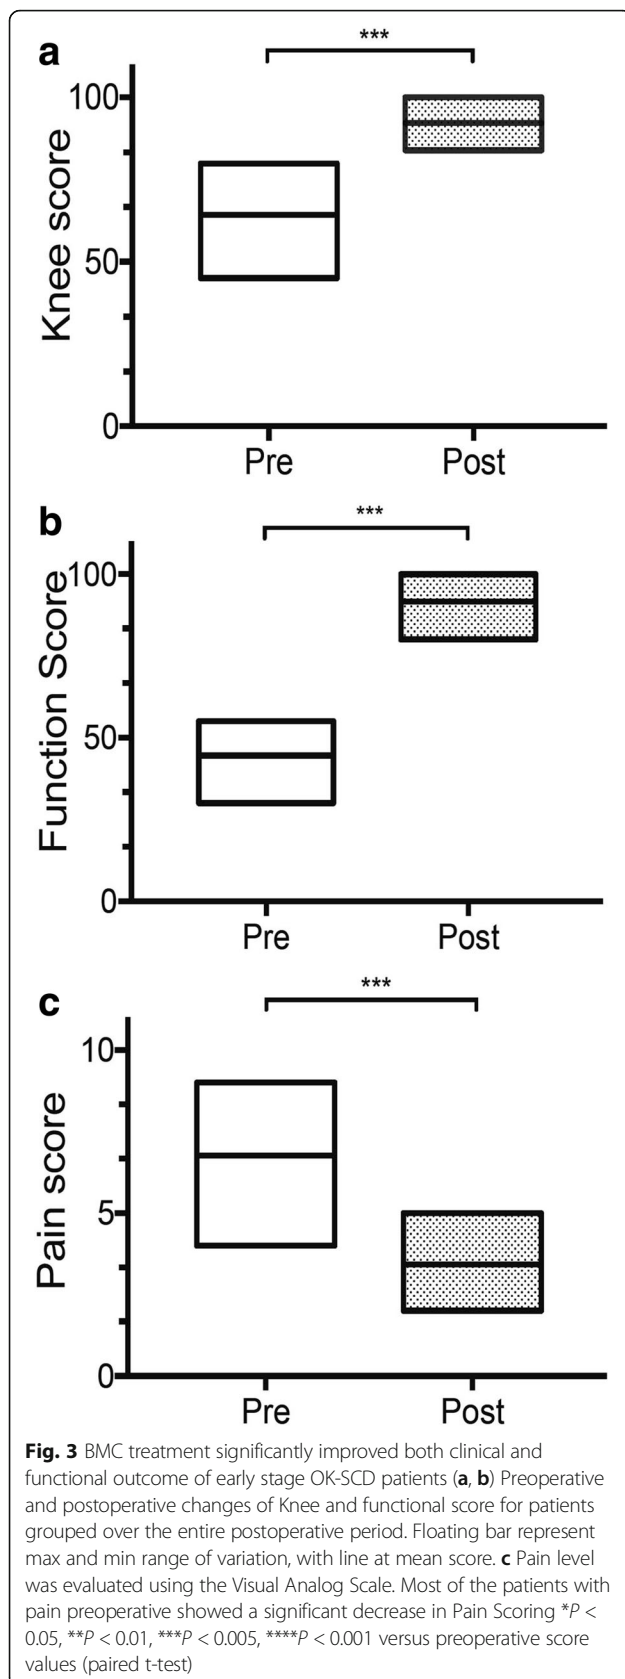 a
***
100
50
0
Knee score
Pre Post
b
***
100
50
0
Function Score
Pre Post
c
***
10
5
0
Pain score
Pre Post
Fig. 3 BMC treatment significantly improved both clinical and
functional outcome of early stage OK-SCD patients (a, b) Preoperative
and postoperative changes of Knee and functional score for patients
grouped over the entire postoperative period. Floating bar represent
max and min range of variation, with line at mean score. c Pain level
was evaluated using the Visual Analog Scale. Most of the patients with
pain preoperative showed a significant decrease in Pain Scoring *P <
0.05, **P < 0.01, ***P < 0.005, ****P < 0.001 versus preoperative score
values (paired t-test)